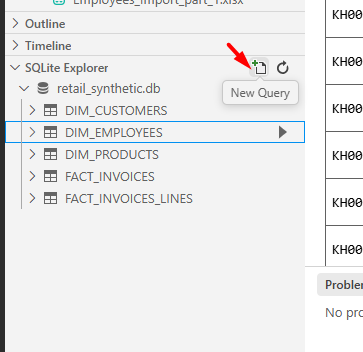 Employees_import_part_1.xlsx
Outline
Timeline
SQLite Explorer
New Query
retail_synthetic.db
DIM_CUSTOMERS
DIM_EMPLOYEES
DIM_PRODUCTS
FACT_INVOICES
FACT_INVOICES_LINES
KH00
KH00
KH00
KH00
KH00
KH00
Proble
No pro